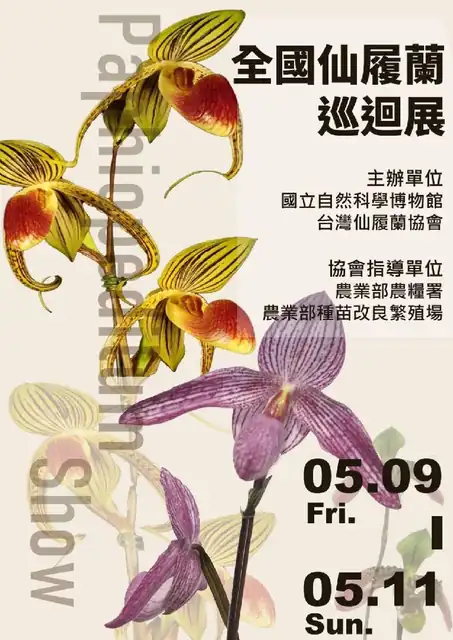 全國仙履蘭
巡迴展
主辦單位
國立自然科學博物館
台灣仙履蘭協會
協會指導單位
農業部農糧署
農業部種苗改良繁殖場
Paphiopedalum Show
05.09
Fri.
05.11
Sun.